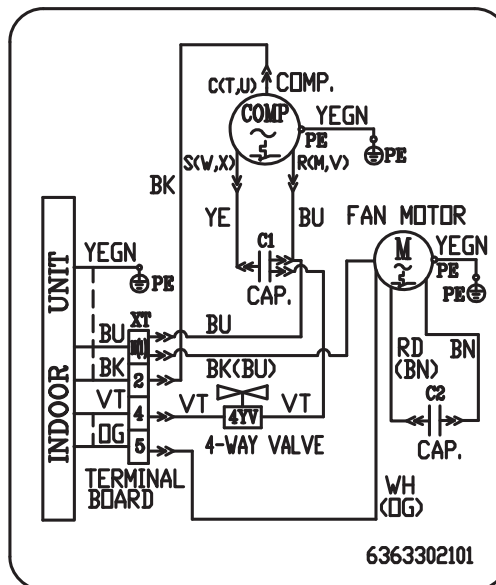 C(T,U) COMP.
COMP
YEGN
PE
PE
S(W,X)
R(M,V)
BK
YE
BU
FAN MOTOR
C1
M
YEGN
PE
PE
YEGN
PE
CAP.
INDOOR UNIT
XT
BU
BU
N(1)
BK
2
BK(BU)
RD
(BN)
BN
VT
4
VT
4YV
VT
C2
4-WAY VALVE
CAP.
OG
5
TERMINAL
BOARD
WH
(OG)
6363302101